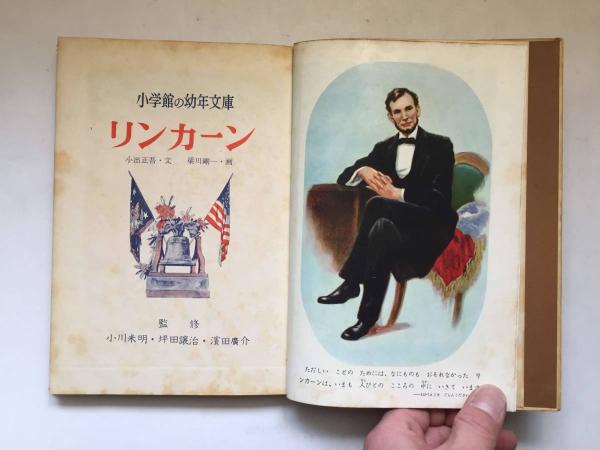 小学館の幼年文庫
リンカーン
小出正吾・文 梁川剛一・画
監修
小川未明・坪田譲治・濱田廣介
ただしい ことの ためには、なにものも おそれなかった リ
ンカーンは、いまも 人びとの こころの 中に いきて いま